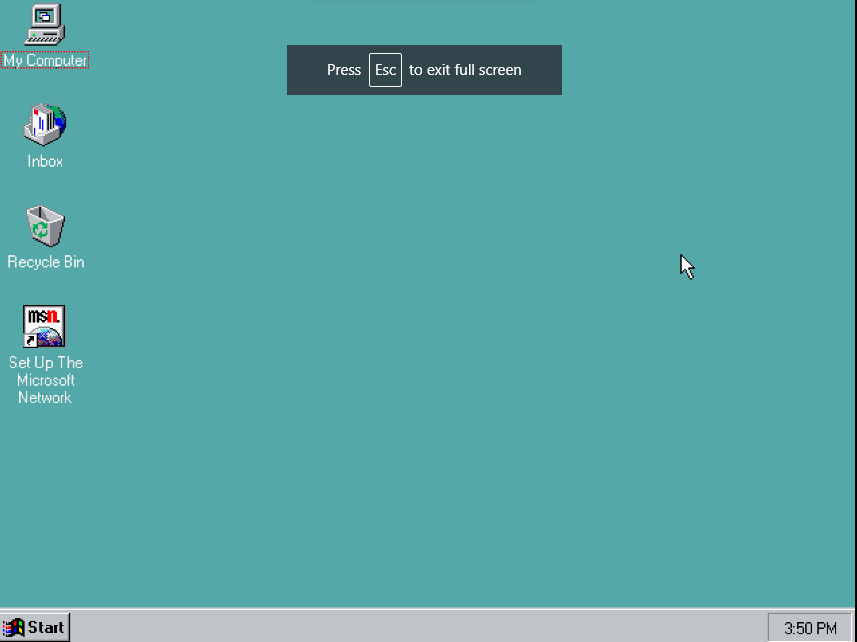 My Computer
Press Esc to exit full screen
Inbox
Recycle Bin
msn.
Set Up The
Microsoft
Network
Start
3:50 PM